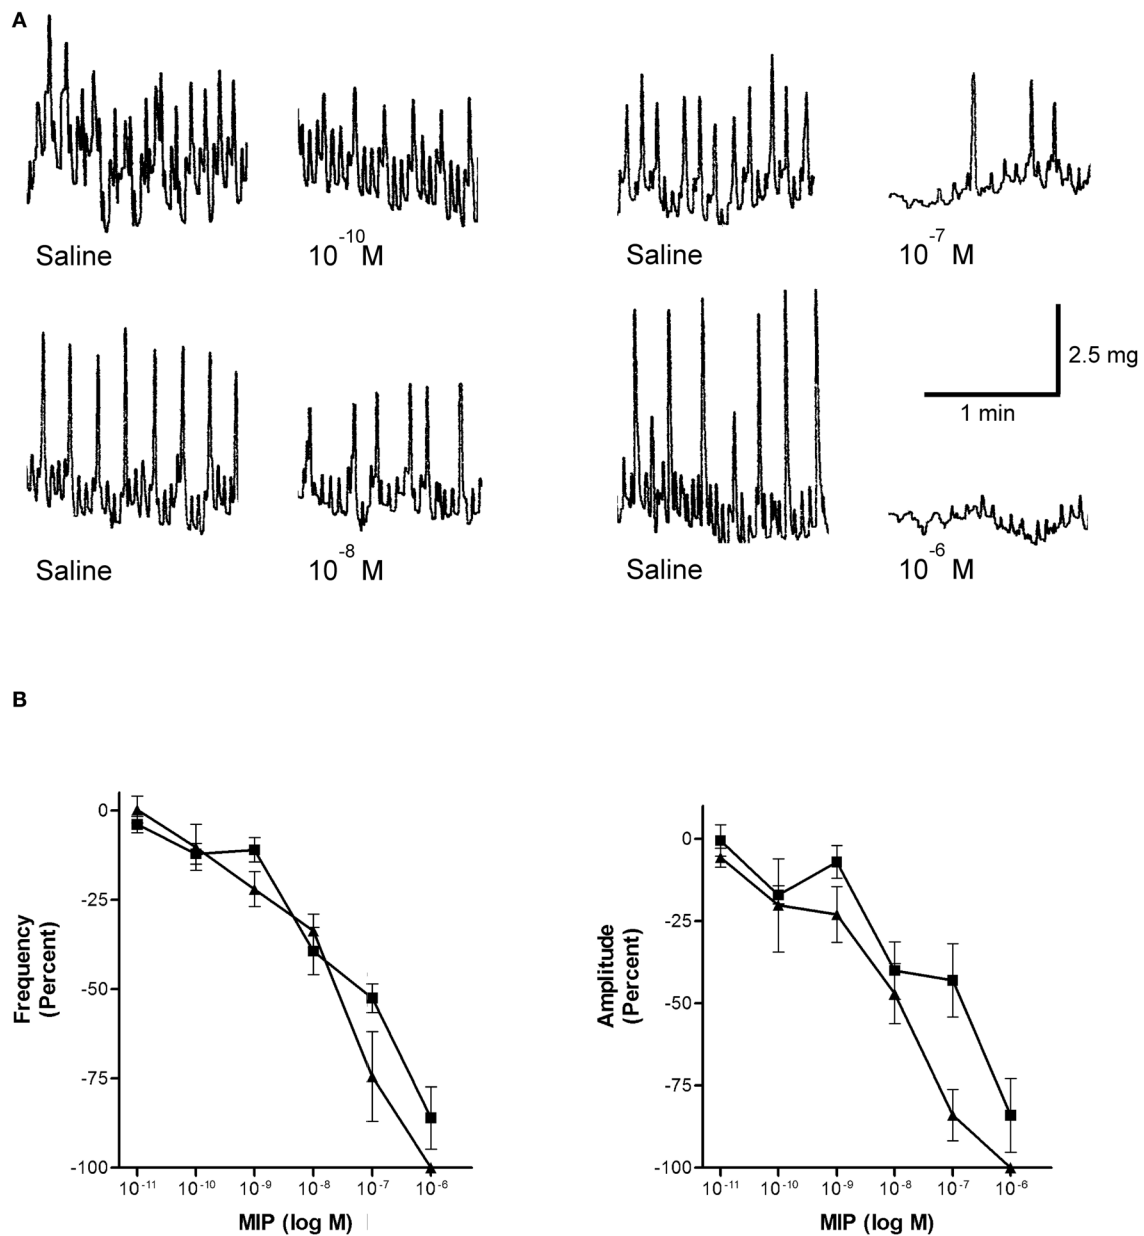 A
Saline
10-10 M
Saline
10-7 M
2.5 mg
1 min
Saline
10-8 M
Saline
10-6 M
B
Frequency
(Percent)
0
-25
-50
-75
-100
10-11 10-10 10-9 10-8 10-7 10-6
MIP (log M)
Amplitude
(Percent)
0
-25
-50
-75
-100
10-11 10-10 10-9 10-8 10-7 10-6
MIP (log M)